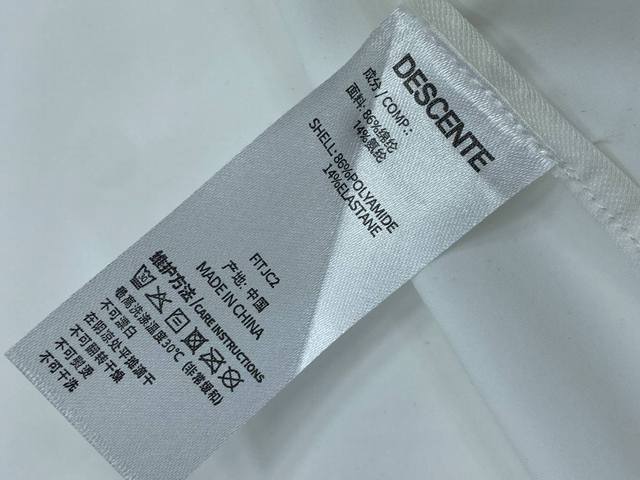 DESCENTE
成分/COMP.:
面料:86%锦纶
14%氨纶
SHELL:86%POLYAMIDE
14%ELASTANE
FITJC2
产地:中国
MADE IN CHINA
维护方法/CARE INSTRUCTIONS
最高洗涤温度30℃(非常缓和)
不可漂白
在阴凉处平摊滴干
不可翻转干燥
不可熨烫
不可干洗